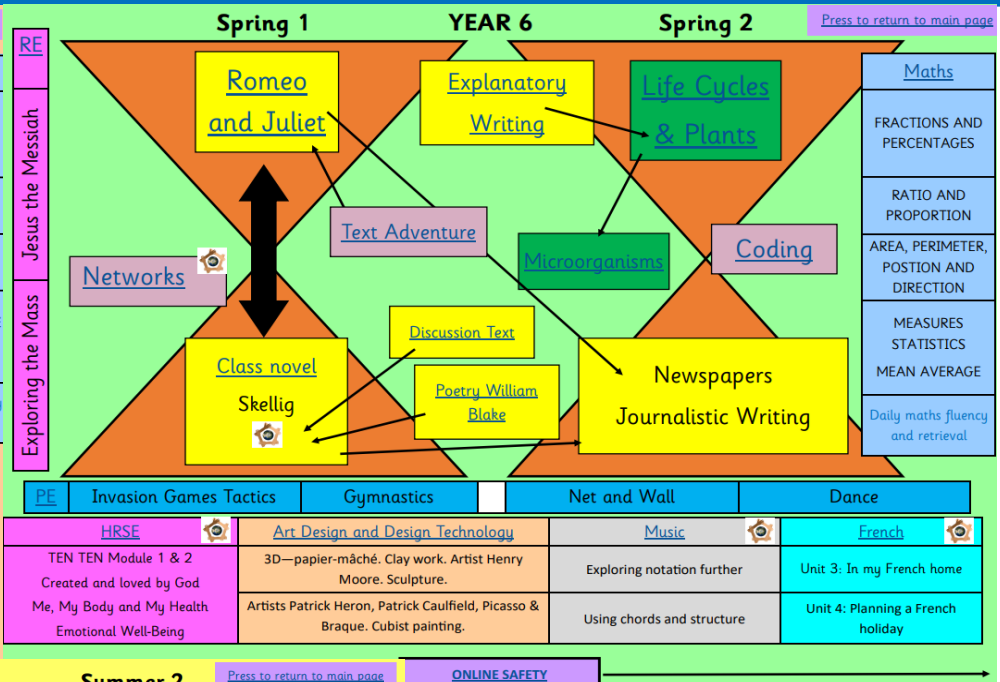 Spring 1
YEAR 6
Spring 2
Press to return to main page
RE
Jesus the Messiah
Exploring the Mass
Romeo
and Juliet
Explanatory
Writing
Life Cycles
& Plants
Text Adventure
Networks
Microorganisms
Coding
Discussion Text
Class novel
Skellig
Poetry William
Blake
Newspapers
Journalistic Writing
Maths
FRACTIONS AND
PERCENTAGES
RATIO AND
PROPORTION
AREA, PERIMETER,
POSTION AND
DIRECTION
MEASURES
STATISTICS
MEAN AVERAGE
Daily maths fluency
and retrieval
PE
Invasion Games Tactics
Gymnastics
Net and Wall
Dance
HRSE
TEN TEN Module 1 & 2
Created and loved by God
Me, My Body and My Health
Emotional Well-Being
Art Design and Design Technology
3D—papier-mâché. Clay work. Artist Henry
Moore. Sculpture.
Artists Patrick Heron, Patrick Caulfield, Picasso &
Braque. Cubist painting.
Music
Exploring notation further
Using chords and structure
French
Unit 3: In my French home
Unit 4: Planning a French
holiday
Summer 2
Press to return to main page
ONLINE SAFETY